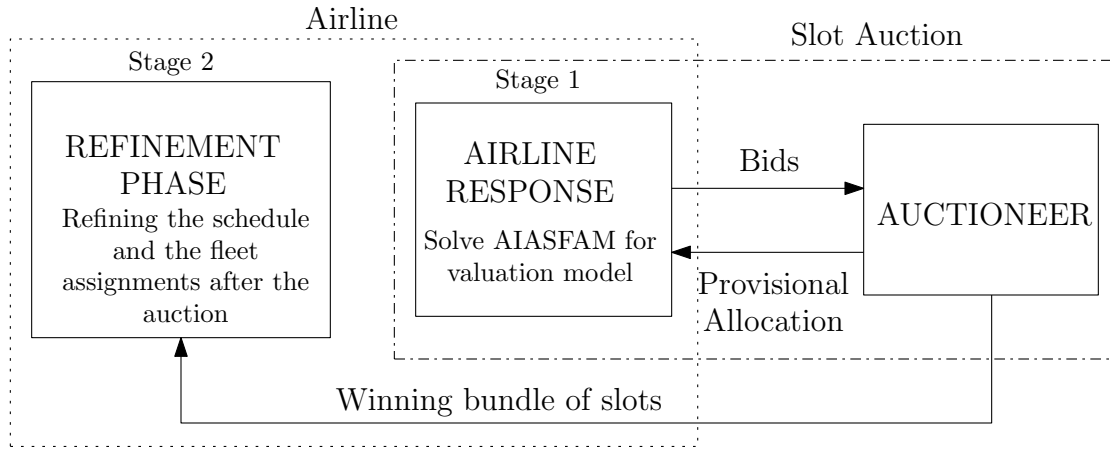 Airline
Slot Auction
Stage 2
REFINEMENT
PHASE
Refining the schedule
and the fleet
assignments after the
auction
Stage 1
AIRLINE
RESPONSE
Solve AIASFAM for
valuation model
Bids
Provisional
Allocation
AUCTIONEER
Winning bundle of slots